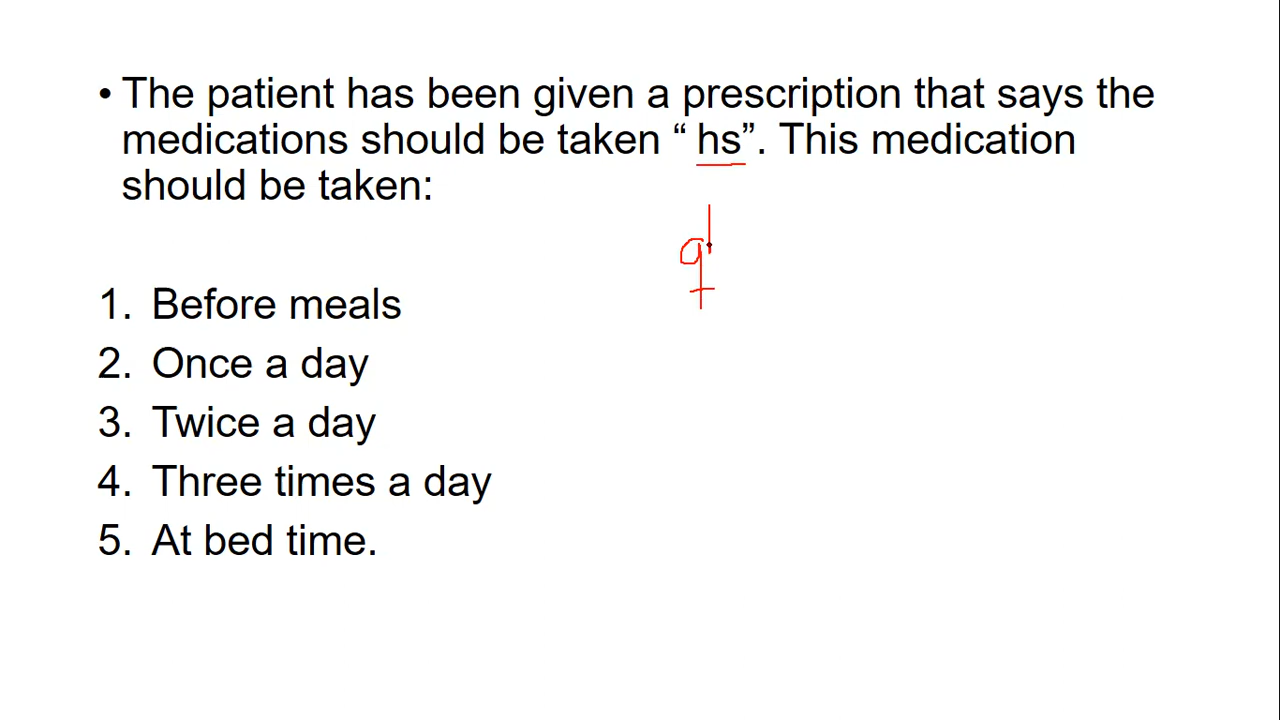 • The patient has been given a prescription that says the
medications should be taken “ hs”. This medication
should be taken:
1. Before meals
2. Once a day
3. Twice a day
4. Three times a day
5. At bed time.